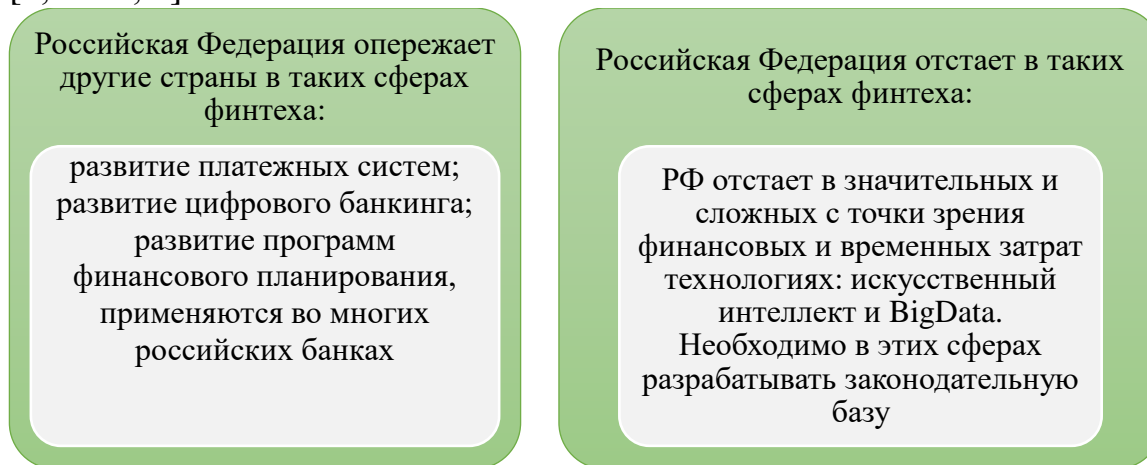 Российская Федерация опережает
другие страны в таких сферах
финтеха:
развитие платежных систем;
развитие цифрового банкинга;
развитие программ
финансового планирования,
применяются во многих
российских банках
Российская Федерация отстает в таких
сферах финтеха:
РФ отстает в значительных и
сложных с точки зрения
финансовых и временных затрат
технологиях: искусственный
интеллект и BigData.
Необходимо в этих сферах
разрабатывать законодательную
базу